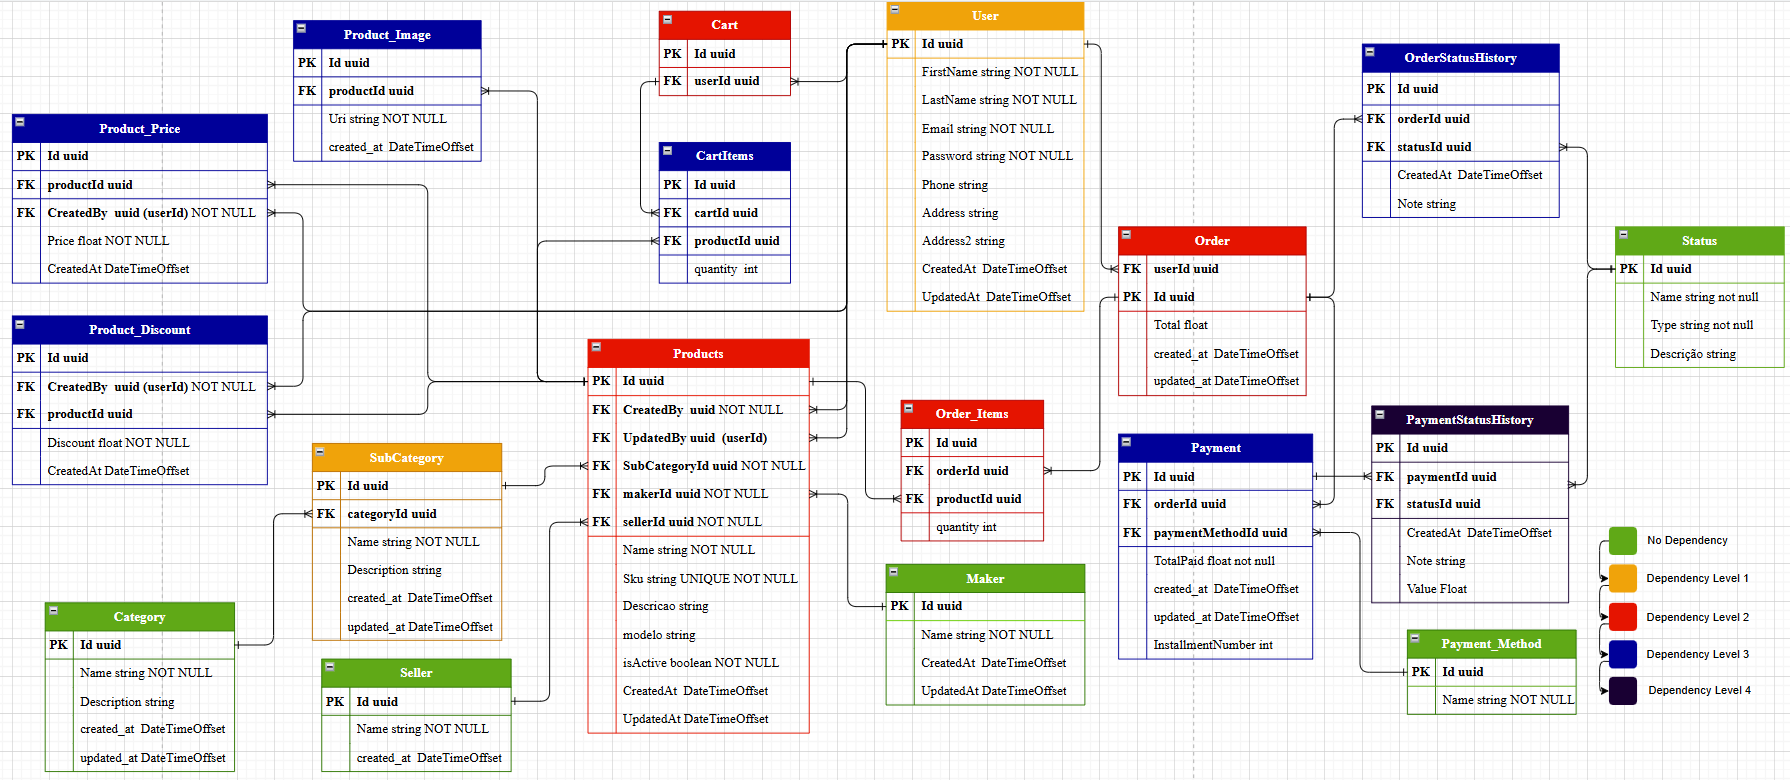 Product_Image
PK Id uuid
FK productId uuid
Uri string NOT NULL
created_at DateTimeOffset
Product_Price
PK Id uuid
FK productId uuid
FK CreatedBy uuid (userId) NOT NULL
Price float NOT NULL
CreatedAt DateTimeOffset
Product_Discount
PK Id uuid
FK CreatedBy uuid (userId) NOT NULL
FK productId uuid
Discount float NOT NULL
CreatedAt DateTimeOffset
Cart
PK Id uuid
FK userId uuid
CartItems
PK Id uuid
FK cartId uuid
FK productId uuid
quantity int
User
PK Id uuid
FirstName string NOT NULL
LastName string NOT NULL
Email string NOT NULL
Password string NOT NULL
Phone string
Address string
Address2 string
CreatedAt DateTimeOffset
UpdatedAt DateTimeOffset
OrderStatusHistory
PK Id uuid
FK orderId uuid
FK statusId uuid
CreatedAt DateTimeOffset
Note string
Order
FK userId uuid
PK Id uuid
Total float
created_at DateTimeOffset
updated_at DateTimeOffset
Status
PK Id uuid
Name string not null
Type string not null
Descrição string
Products
PK Id uuid
FK CreatedBy uuid NOT NULL
FK UpdatedBy uuid (userId)
FK SubCategoryId uuid NOT NULL
FK makerId uuid NOT NULL
FK sellerId uuid NOT NULL
Name string NOT NULL
Sku string UNIQUE NOT NULL
Descricao string
modelo string
isActive boolean NOT NULL
CreatedAt DateTimeOffset
UpdatedAt DateTimeOffset
Order_Items
PK Id uuid
FK orderId uuid
FK productId uuid
quantity int
Payment
PK Id uuid
FK orderId uuid
FK paymentMethodId uuid
TotalPaid float not null
created_at DateTimeOffset
updated_at DateTimeOffset
InstallmentNumber int
PaymentStatusHistory
PK Id uuid
FK paymentId uuid
FK statusId uuid
CreatedAt DateTimeOffset
Note string
Value Float
SubCategory
PK Id uuid
FK categoryId uuid
Name string NOT NULL
Description string
created_at DateTimeOffset
updated_at DateTimeOffset
Category
PK Id uuid
Name string NOT NULL
Description string
created_at DateTimeOffset
updated_at DateTimeOffset
Seller
PK Id uuid
Name string NOT NULL
created_at DateTimeOffset
Maker
PK Id uuid
Name string NOT NULL
CreatedAt DateTimeOffset
UpdatedAt DateTimeOffset
Payment_Method
PK Id uuid
Name string NOT NULL
No Dependency
Dependency Level 1
Dependency Level 2
Dependency Level 3
Dependency Level 4